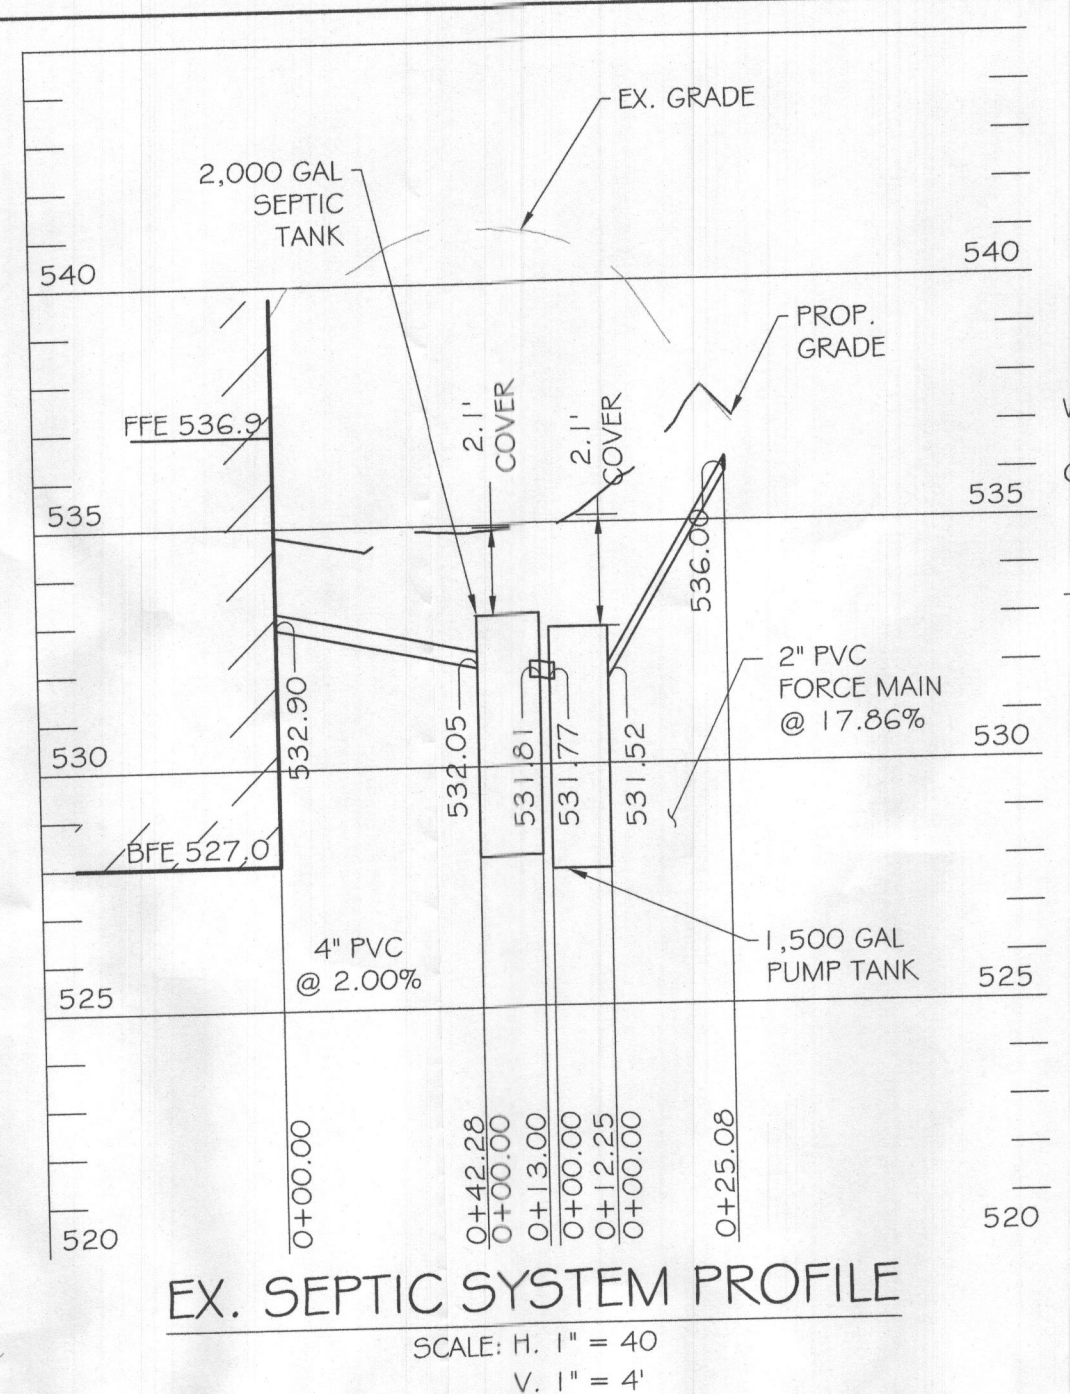 EX. GRADE
2,000 GAL
SEPTIC
TANK
540
540
PROP.
GRADE
2.1'
COVER
2.1'
COVER
FFE 536.9
535
535
536.00
2" PVC
FORCE MAIN
@ 17.86%
532.90
532.05
531.81
531.77
531.52
530
530
BFE 527.0
4" PVC
@ 2.00%
1,500 GAL
PUMP TANK
525
525
0+00.00
0+42.28
0+00.00
0+13.00
0+00.00
0+12.25
0+00.00
0+25.08
520
520
EX. SEPTIC SYSTEM PROFILE
SCALE: H. 1" = 40
V. 1" = 4'